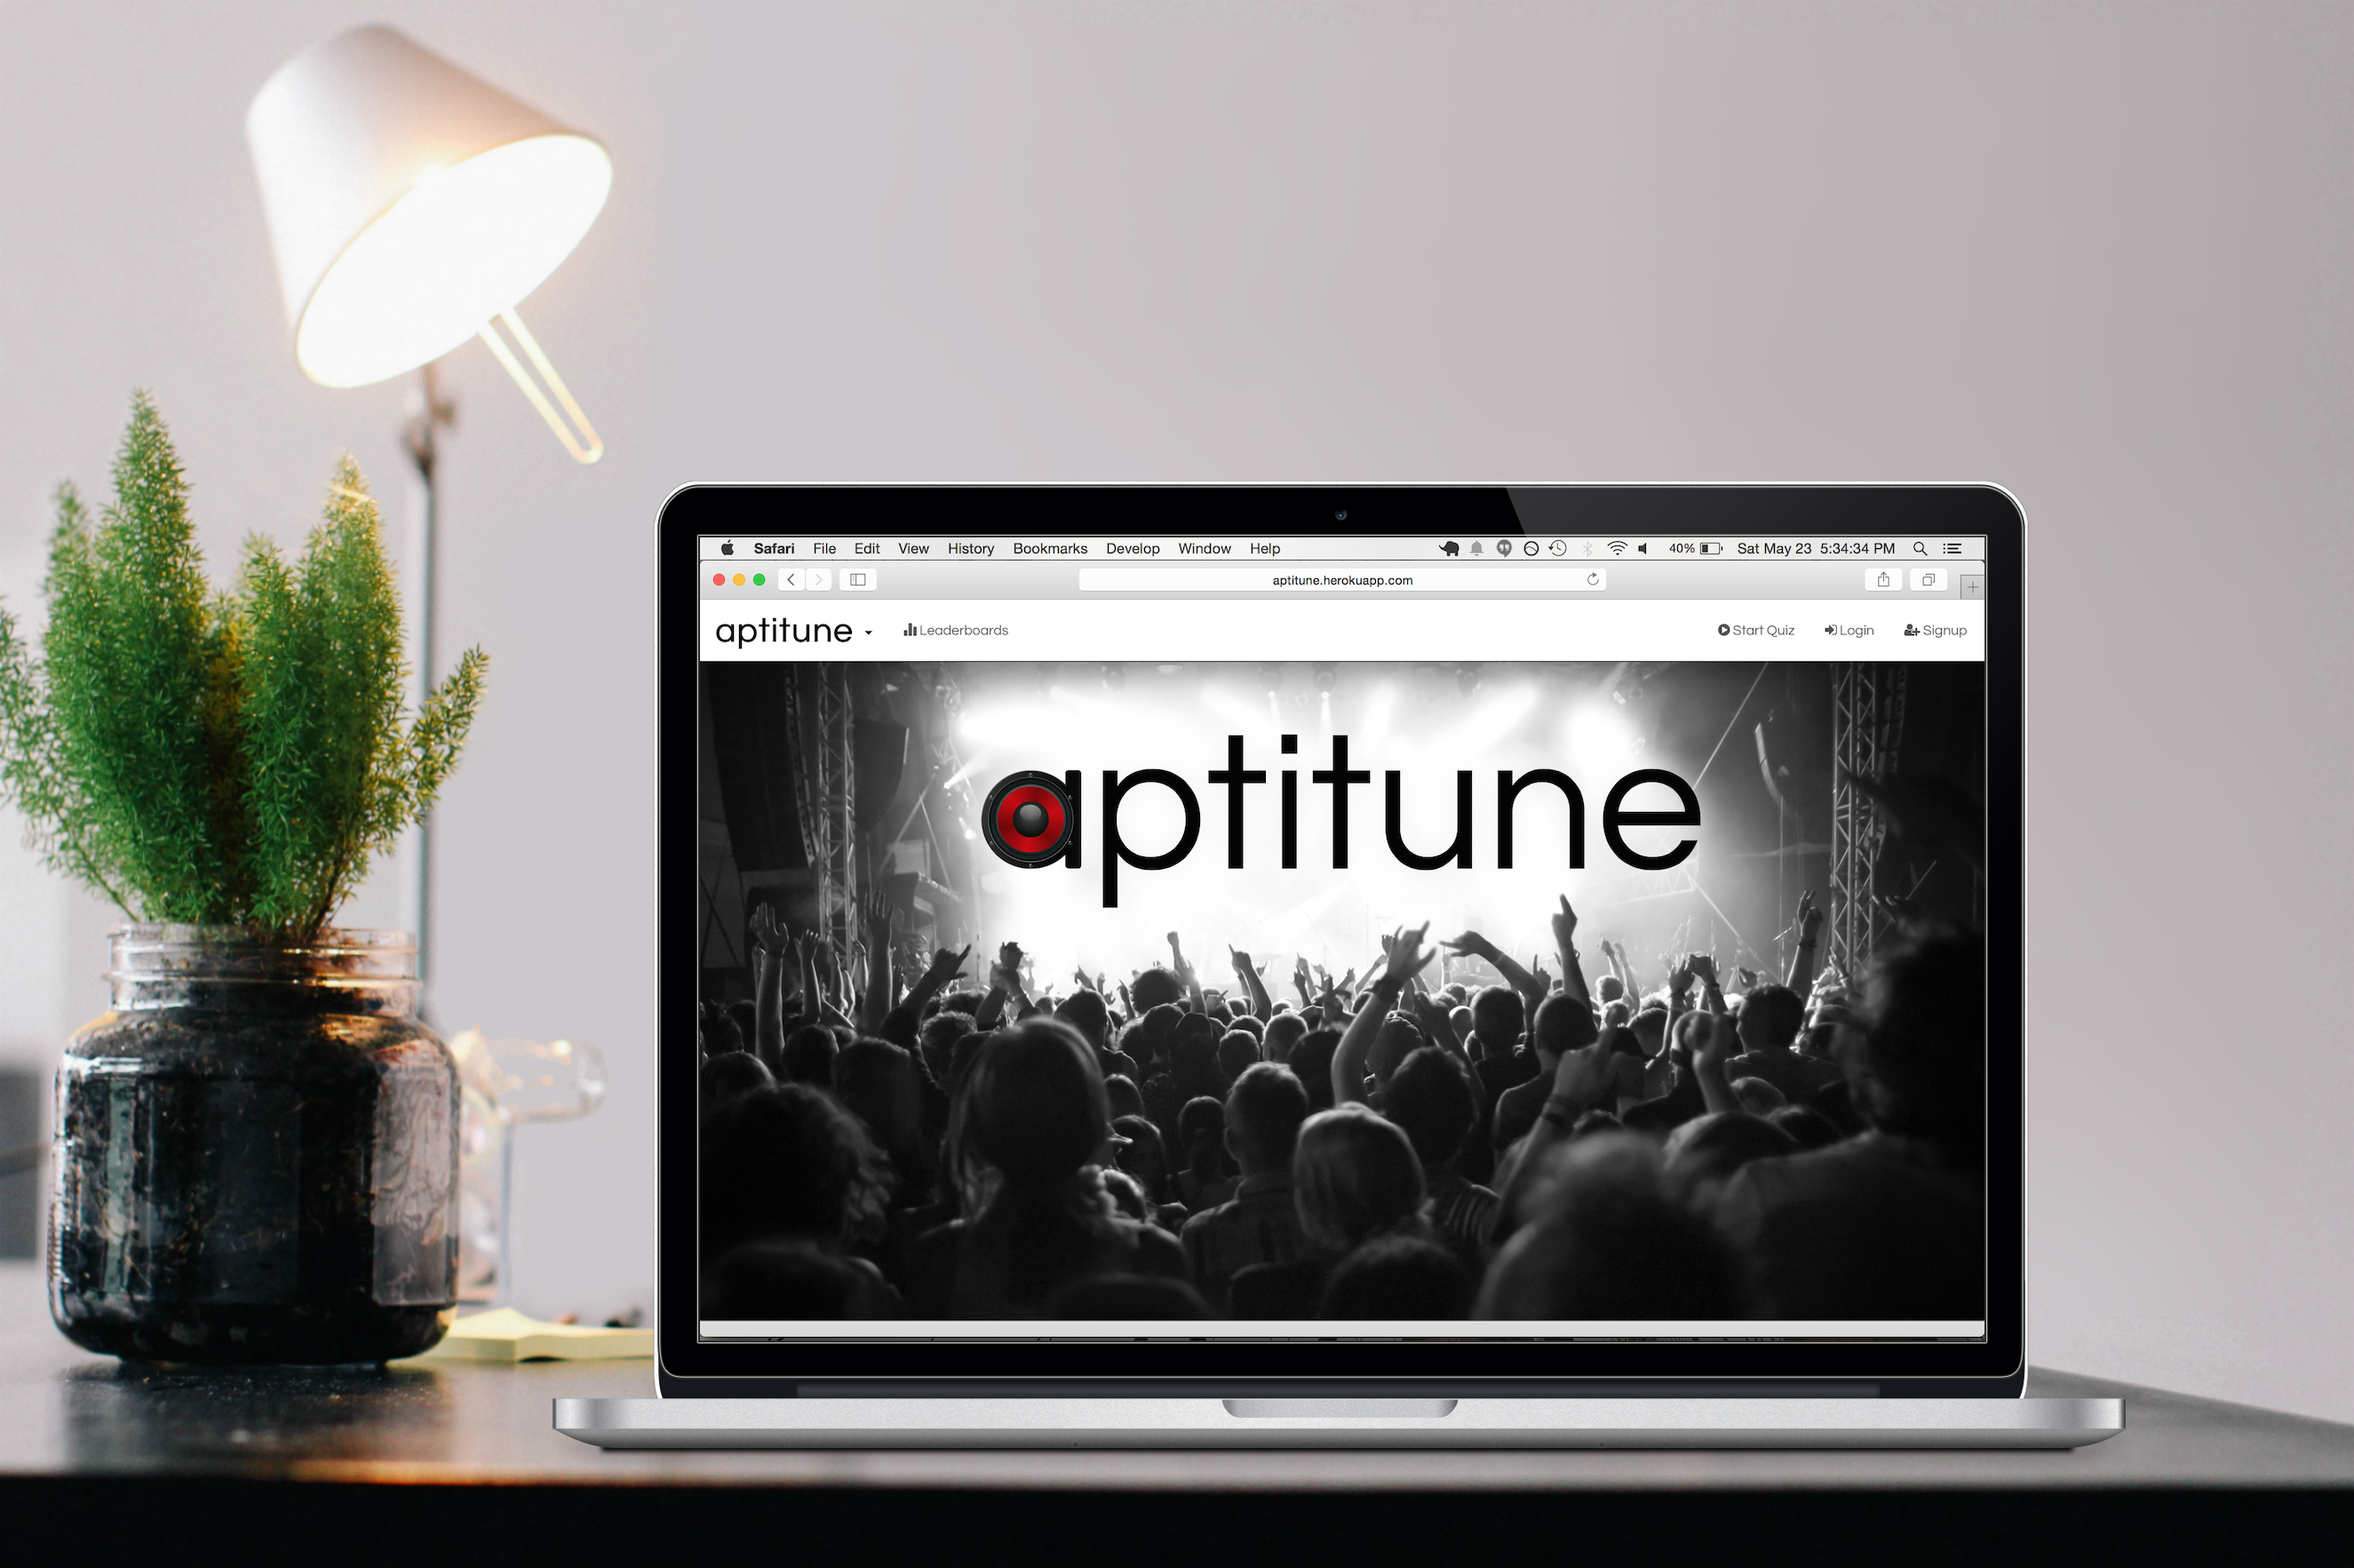 Safari File Edit View History Bookmarks Develop Window Help 40% Sat May 23 5:34:34 PM
aptitune.herokuapp.com
aptitune Leaderboards Start Quiz Login Signup
aptitune